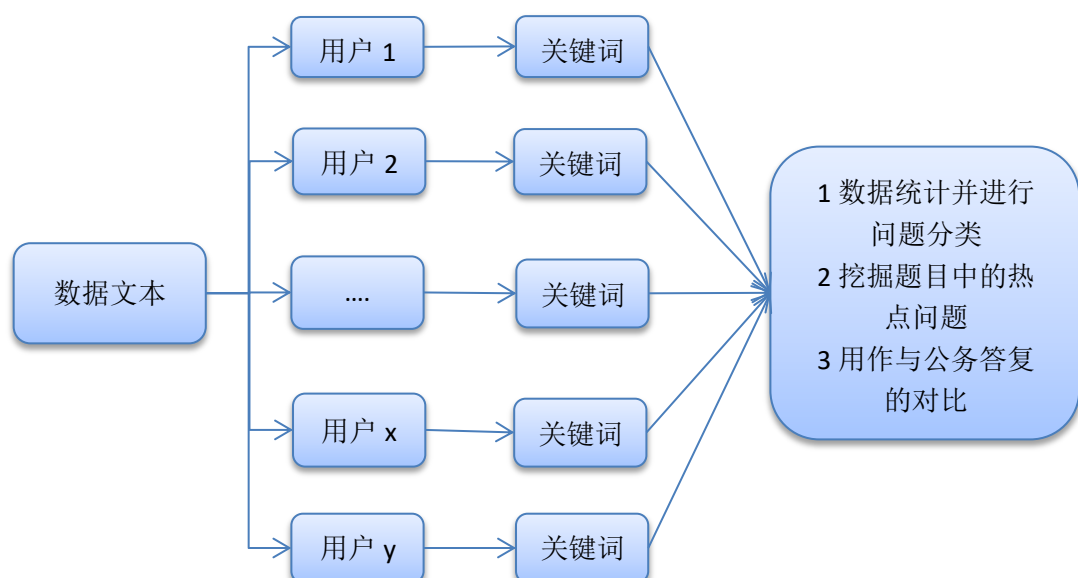 用户 1
关键词
用户 2
关键词
数据文本
....
关键词
用户 x
关键词
用户 y
关键词
1 数据统计并进行
问题分类
2 挖掘题目中的热
点问题
3 用作与公务答复
的对比